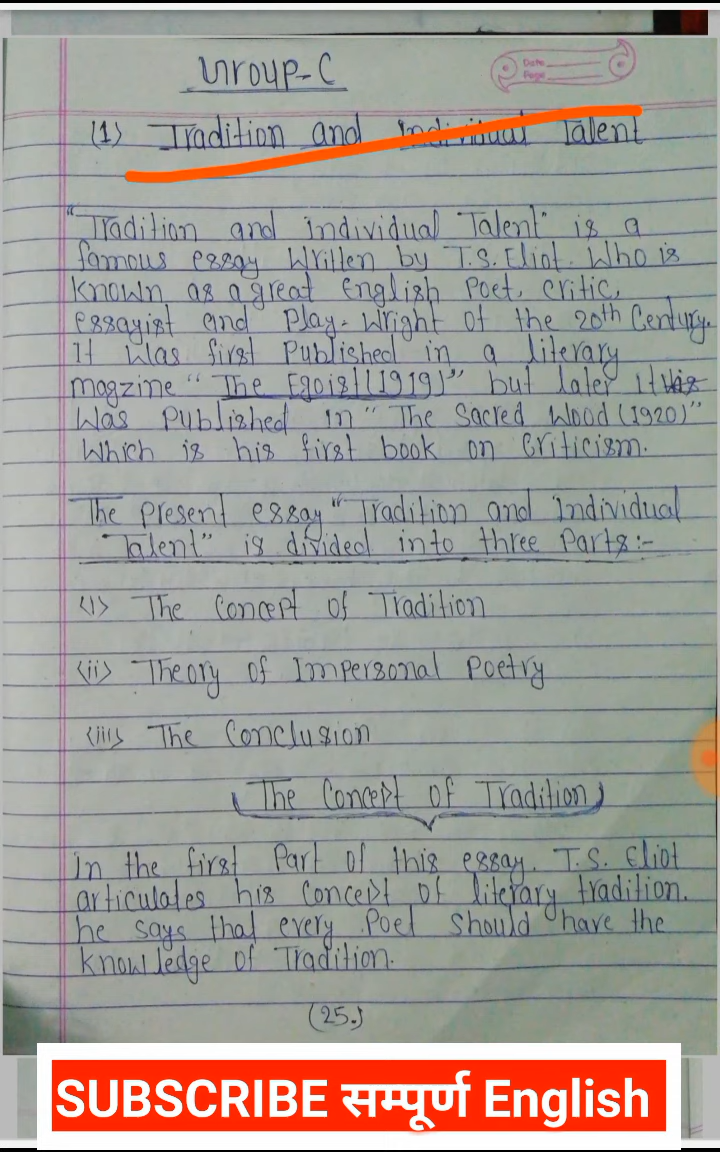 Group-C
Date
Page
(1) Tradition and Individual Talent
"Tradition and individual Talent" is a
famous essay written by T.S. Eliot. Who is
known as a great English Poet, critic,
essayist and Play-Wright of the 20th Century.
It was first Published in a literary
magzine "The Egoist(1919)" but later it
Was Published in "The Sacred Wood (1920)"
Which is his first book on Criticism.
The present essay "Tradition and Individual
Talent" is divided into three Parts:-
<i> The Concept of Tradition
<ii> Theory of Impersonal Poetry
<iii> The Conclusion
The Concept of Tradition
In the first Part of this essay. T.S. Eliot
articulates his Concept of literary tradition.
he says that every Poet should have the
knowledge of Tradition.
(25.)
SUBSCRIBE सम्पूर्ण English